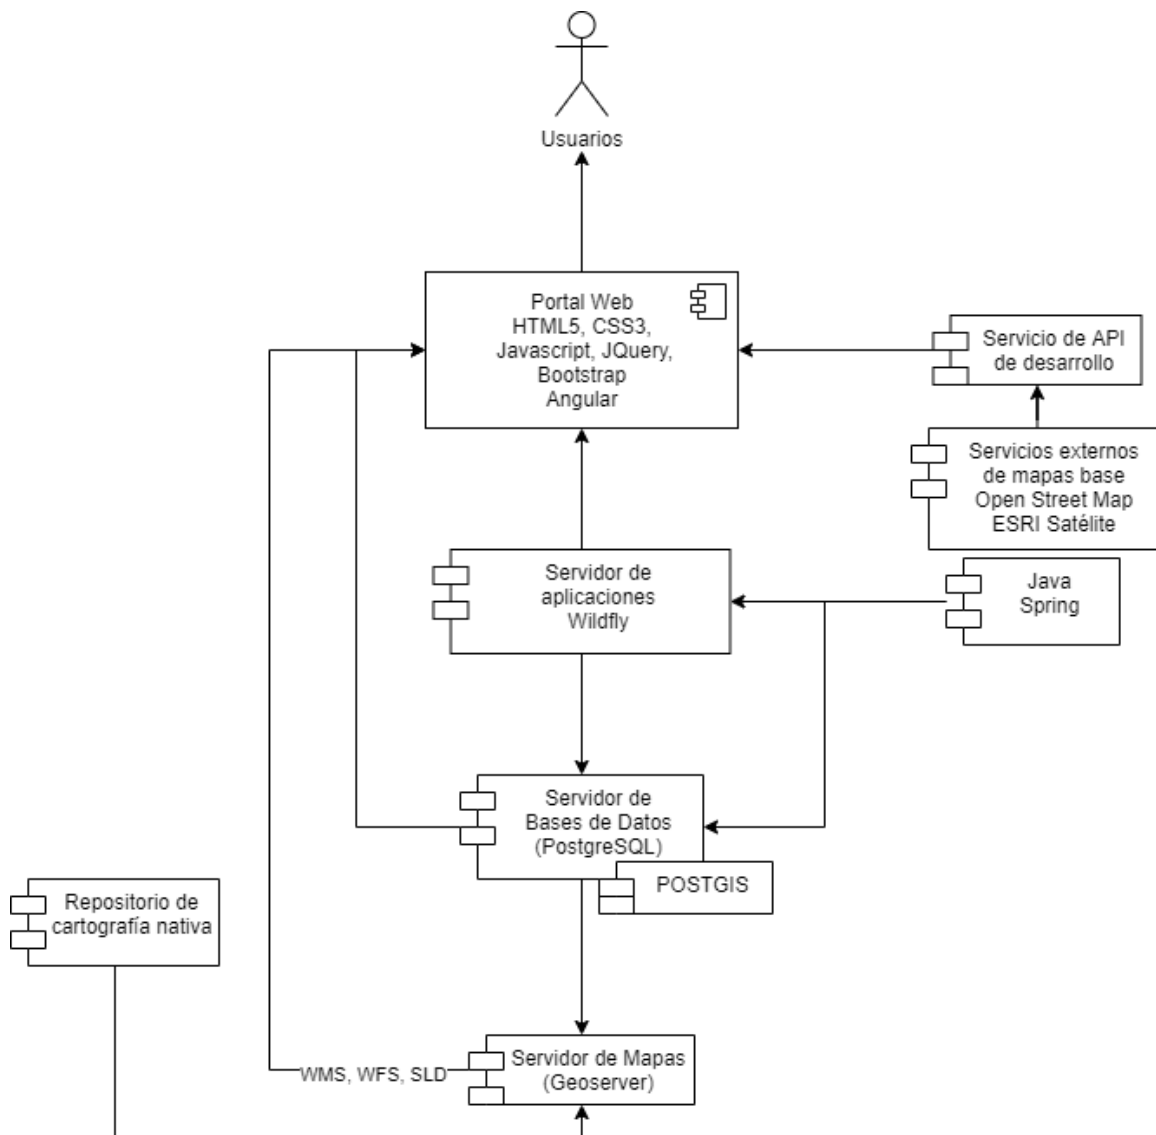 Usuarios
Portal Web
HTML5, CSS3,
Javascript, JQuery,
Bootstrap
Angular
Servicio de API
de desarrollo
Servicios externos
de mapas base
Open Street Map
ESRI Satélite
Servidor de
aplicaciones
Wildfly
Java
Spring
Servidor de
Bases de Datos
(PostgreSQL)
POSTGIS
Repositorio de
cartografía nativa
Servidor de Mapas
(Geoserver)
WMS, WFS, SLD